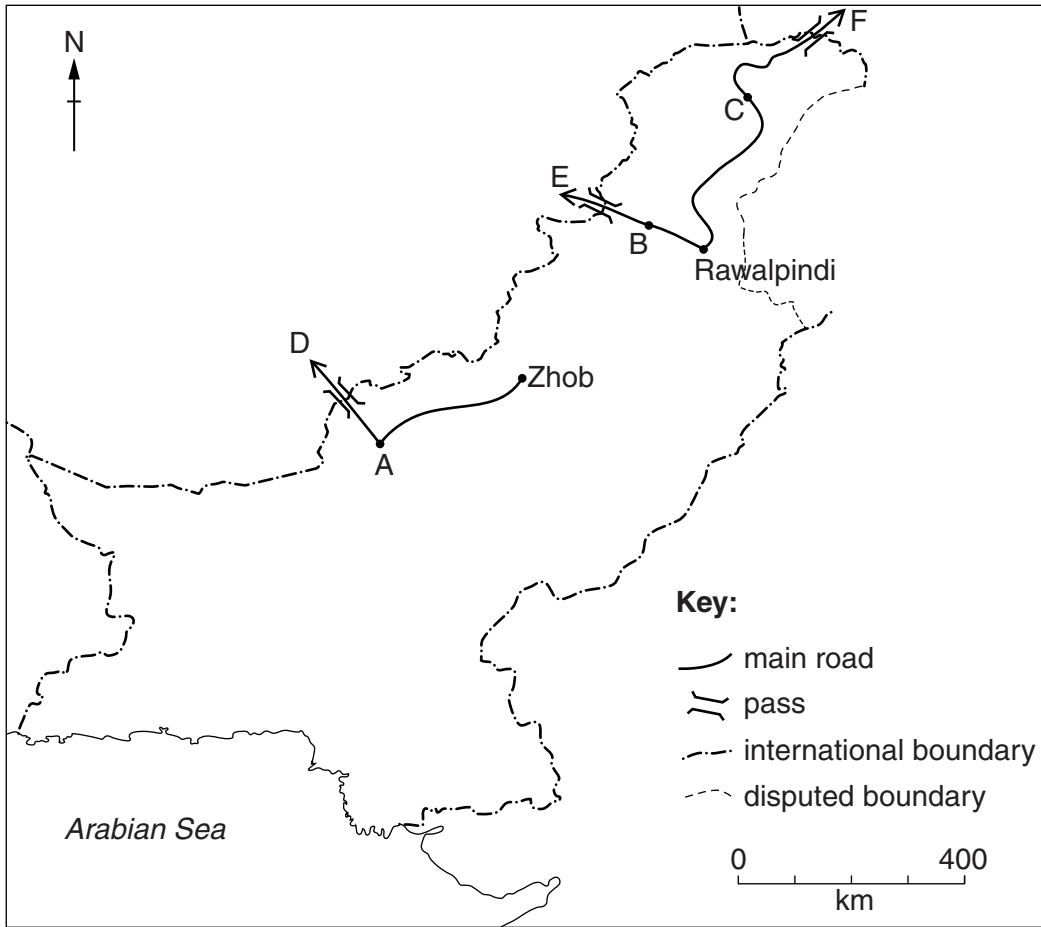 N
F
C
E
B
Rawalpindi
D
Zhob
A
Key:
main road
pass
international boundary
disputed boundary
Arabian Sea
0 400
km